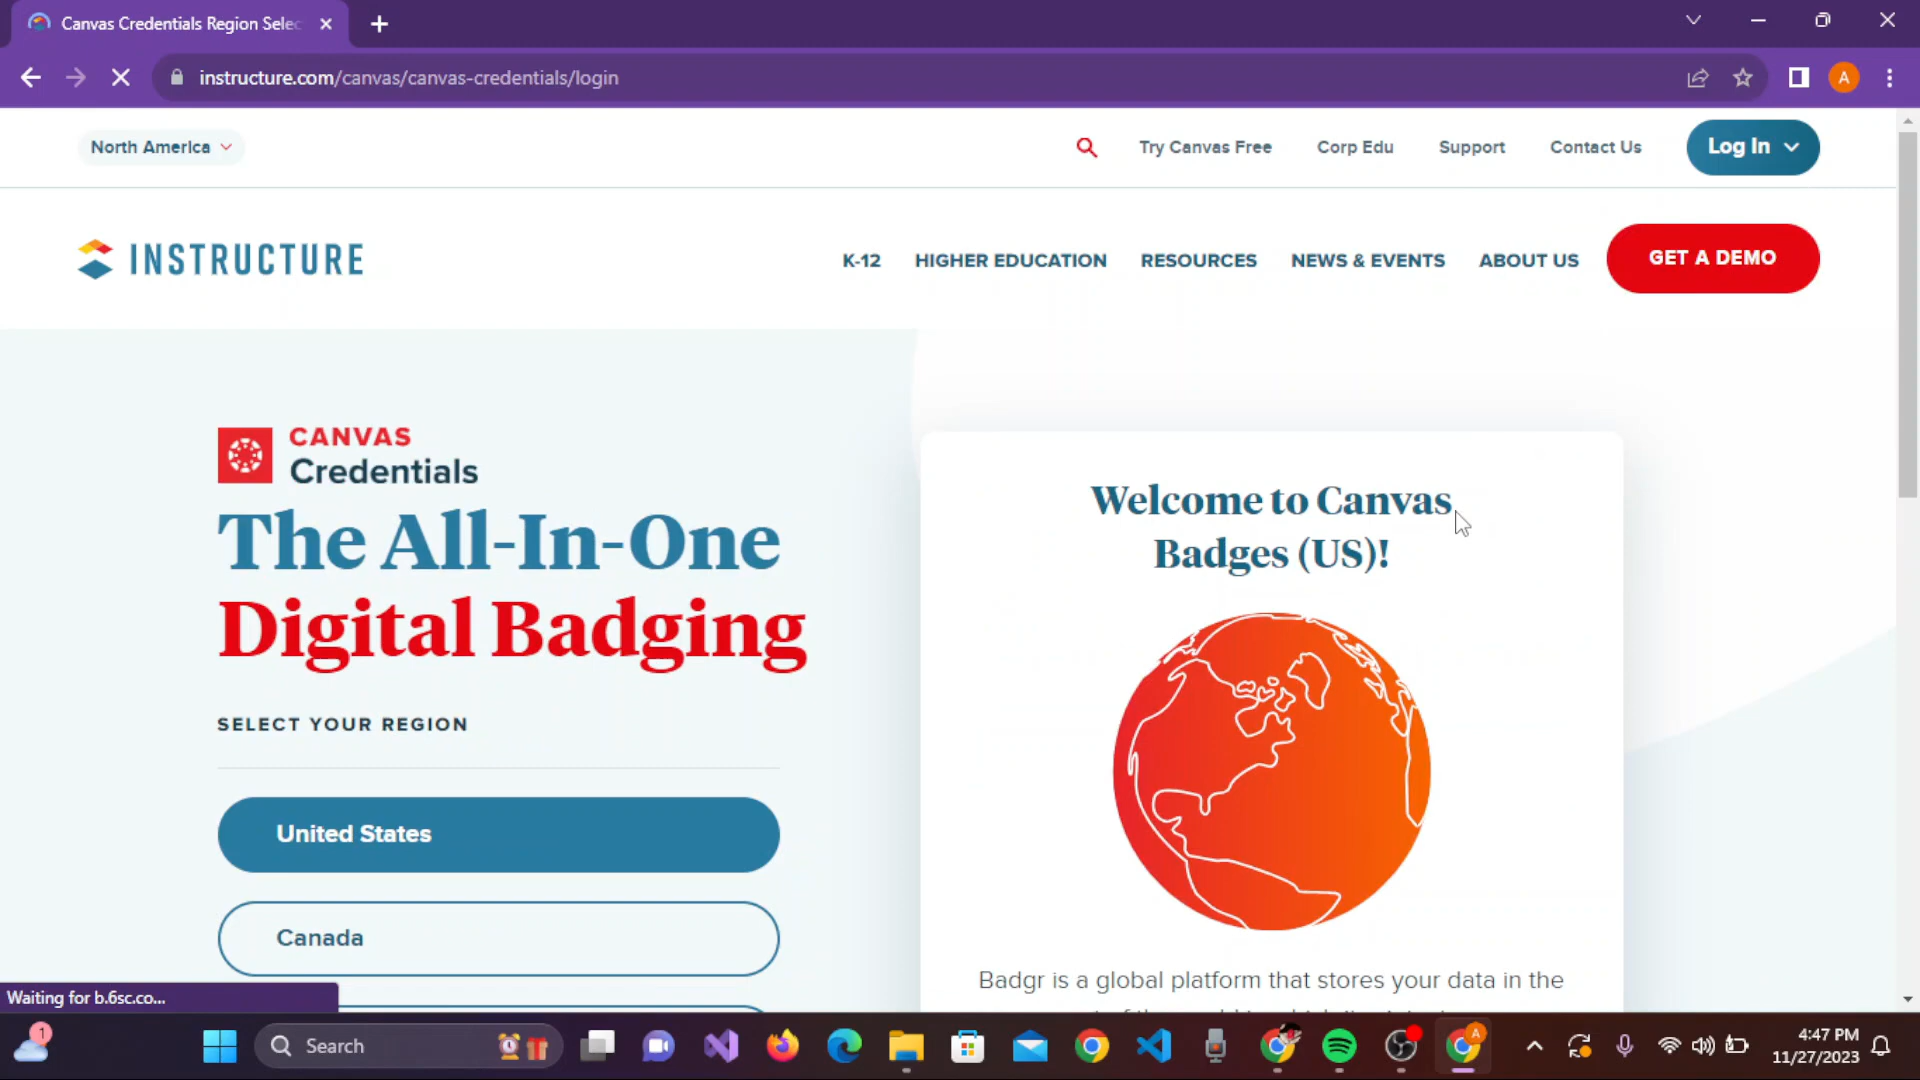 Canvas Credentials Region Selec
instructure.com/canvas/canvas-credentials/login
A
North America
Try Canvas Free
Corp Edu
Support
Contact Us
Log In
INSTRUCTURE
K-12
HIGHER EDUCATION
RESOURCES
NEWS & EVENTS
ABOUT US
GET A DEMO
CANVAS
Credentials
The All-In-One
Digital Badging
SELECT YOUR REGION
United States
Canada
Welcome to Canvas
Badges (US)!
Badgr is a global platform that stores your data in the
Waiting for b.6sc.co...
1
Search
A
4:47 PM
11/27/2023